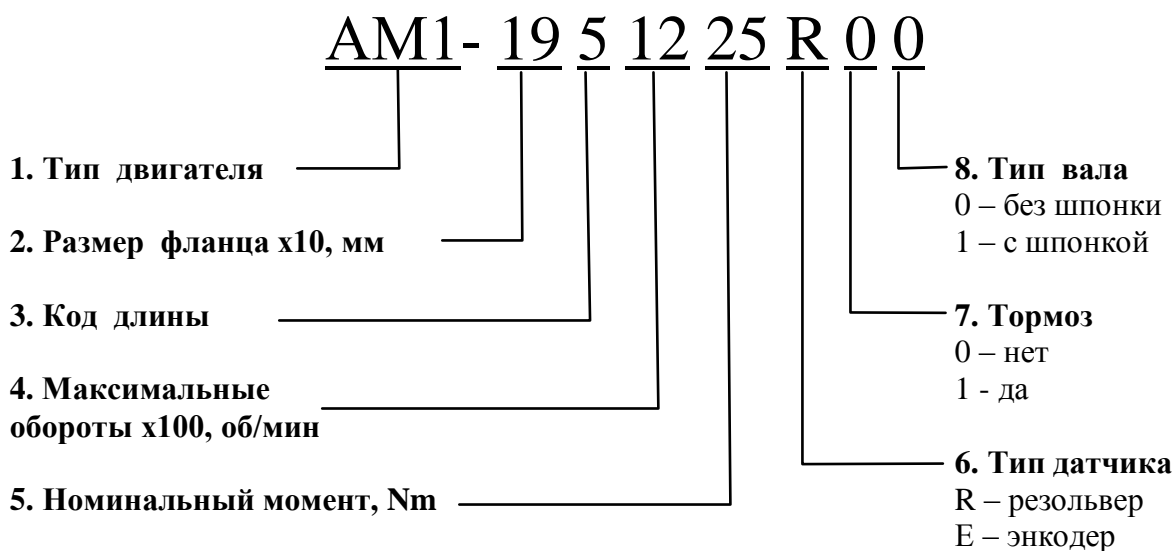 AM1- 19 5 12 25 R 0 0
1. Тип двигателя
2. Размер фланца x10, мм
3. Код длины
4. Максимальные
обороты x100, об/мин
5. Номинальный момент, Nm
8. Тип вала
0 – без шпонки
1 – с шпонкой
7. Тормоз
0 – нет
1 - да
6. Тип датчика
R – резольвер
E – энкодер